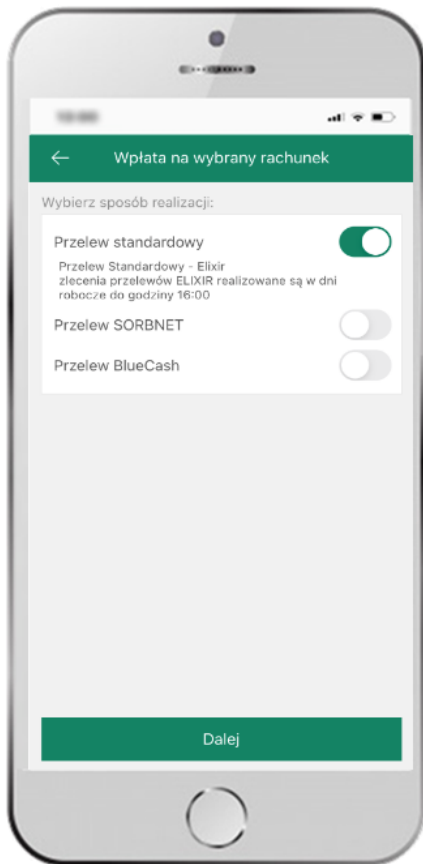 Wpłata na wybrany rachunek
Wybierz sposób realizacji:
Przelew standardowy
Przelew Standardowy - Elixir
zlecenia przelewów ELIXIR realizowane są w dni
robocze do godziny 16:00
Przelew SORBNET
Przelew BlueCash
Dalej